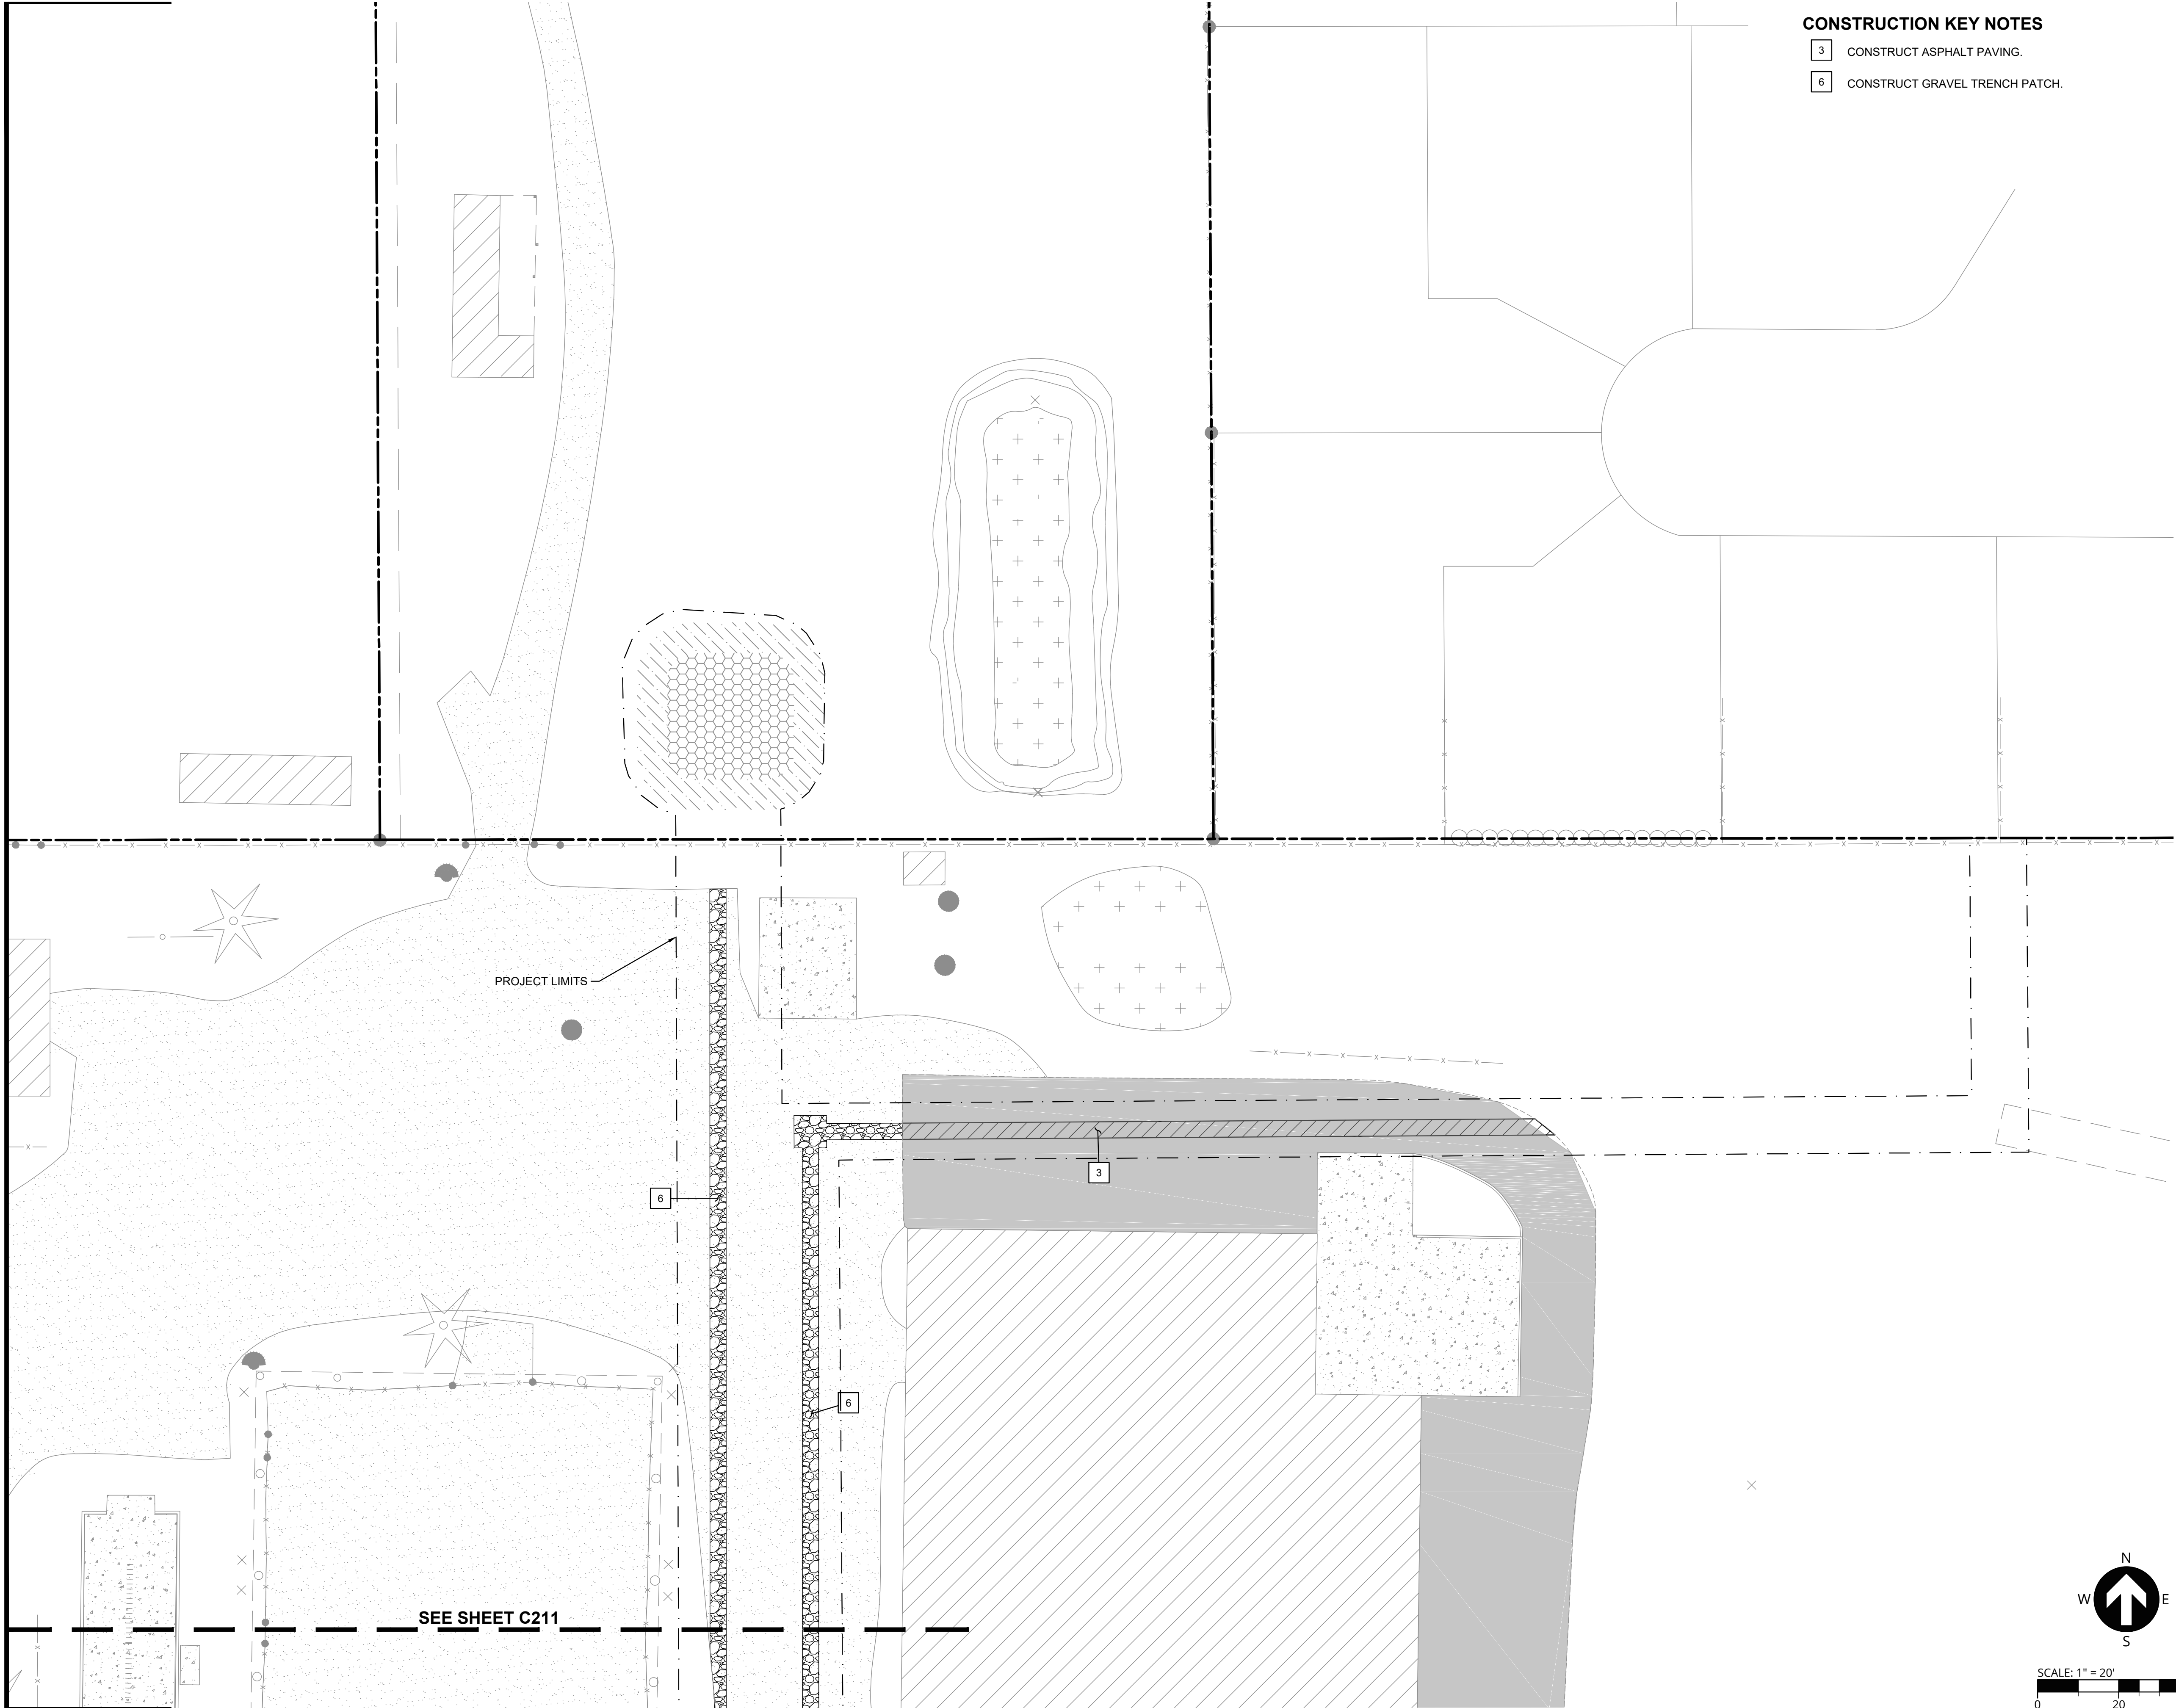 CONSTRUCTION KEY NOTES
3 CONSTRUCT ASPHALT PAVING.
6 CONSTRUCT GRAVEL TRENCH PATCH.
PROJECT LIMITS
3
6
6
SEE SHEET C211
N
W E
S
SCALE: 1" = 20'
0 20